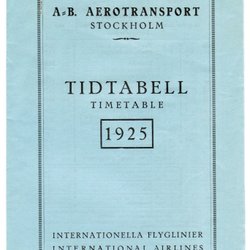 A-B. AEROTRANSPORT
STOCKHOLM
TIDTABELL
TIMETABLE
1925
INTERNATIONELLA FLYGLINIER
INTERNATIONAL AIRLINES